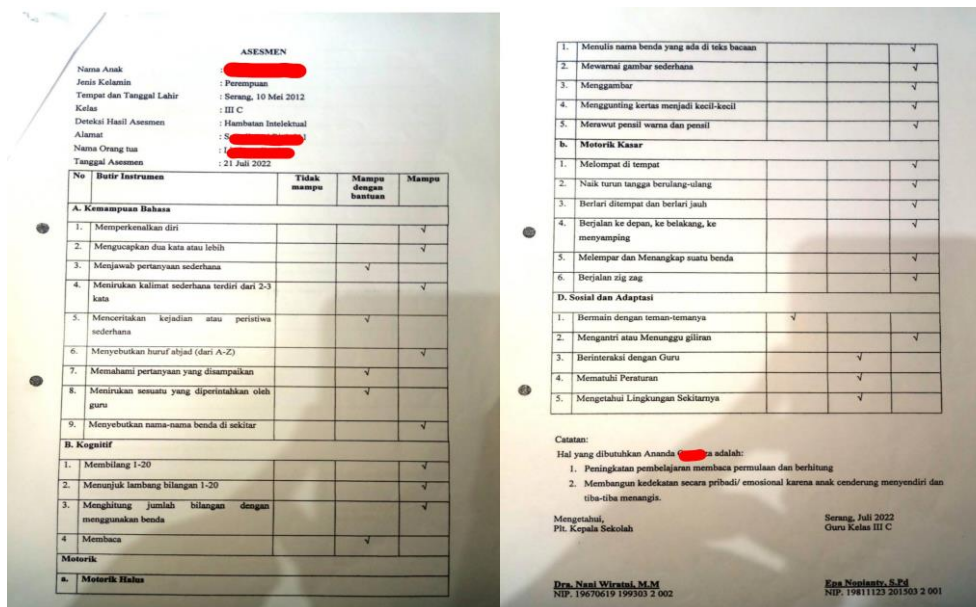 ASESMEN
Nama Anak :
Jenis Kelamin : Perempuan
Tempat dan Tanggal Lahir : Serang, 10 Mei 2012
Kelas : III C
Deteksi Hasil Asesmen : Hambatan Intelektual
Alamat : S
Nama Orang tua :
Tanggal Asesmen : 21 Juli 2022
No Butir Instrumen Tidak mampu Mampu dengan bantuan Mampu
A. Kemampuan Bahasa
1. Memperkenalkan diri √
2. Mengucapkan dua kata atau lebih √
3. Menjawab pertanyaan sederhana √
4. Menirukan kalimat sederhana terdiri dari 2-3
kata √
5. Menceritakan kejadian atau peristiwa
sederhana √
6. Menyebutkan huruf abjad (dari A-Z) √
7. Memahami pertanyaan yang disampaikan √
8. Menirukan sesuatu yang diperintahkan oleh
guru √
9. Menyebutkan nama-nama benda di sekitar √
B. Kognitif
1. Membilang 1-20 √
2. Menunjuk lambang bilangan 1-20 √
3. Menghitung jumlah bilangan dengan
menggunakan benda √
4 Membaca √
Motorik
a. Motorik Halus
1. Menulis nama benda yang ada di teks bacaan √
2. Mewarnai gambar sederhana √
3. Menggambar √
4. Menggunting kertas menjadi kecil-kecil √
5. Merawut pensil warna dan pensil √
b. Motorik Kasar
1. Melompat di tempat √
2. Naik turun tangga berulang-ulang √
3. Berlari ditempat dan berlari jauh √
4. Berjalan ke depan, ke belakang, ke
menyamping √
5. Melempar dan Menangkap suatu benda √
6. Berjalan zig zag √
D. Sosial dan Adaptasi
1. Bermain dengan teman-temanya √
2. Mengantri atau Menunggu giliran √
3. Berinteraksi dengan Guru √
4. Mematuhi Peraturan √
5. Mengetahui Lingkungan Sekitarnya √
Catatan:
Hal yang dibutuhkan Ananda adalah:
1. Peningkatan pembelajaran membaca permulaan dan berhitung
2. Membangun kedekatan secara pribadi/ emosional karena anak cenderung menyendiri dan
tiba-tiba menangis.
Mengetahui,
Plt. Kepala Sekolah
Dra. Nani Wiratni, M.M
NIP. 19670619 199303 2 002
Serang, Juli 2022
Guru Kelas III C
Epa Nopianty, S.Pd
NIP. 19811123 201503 2 001